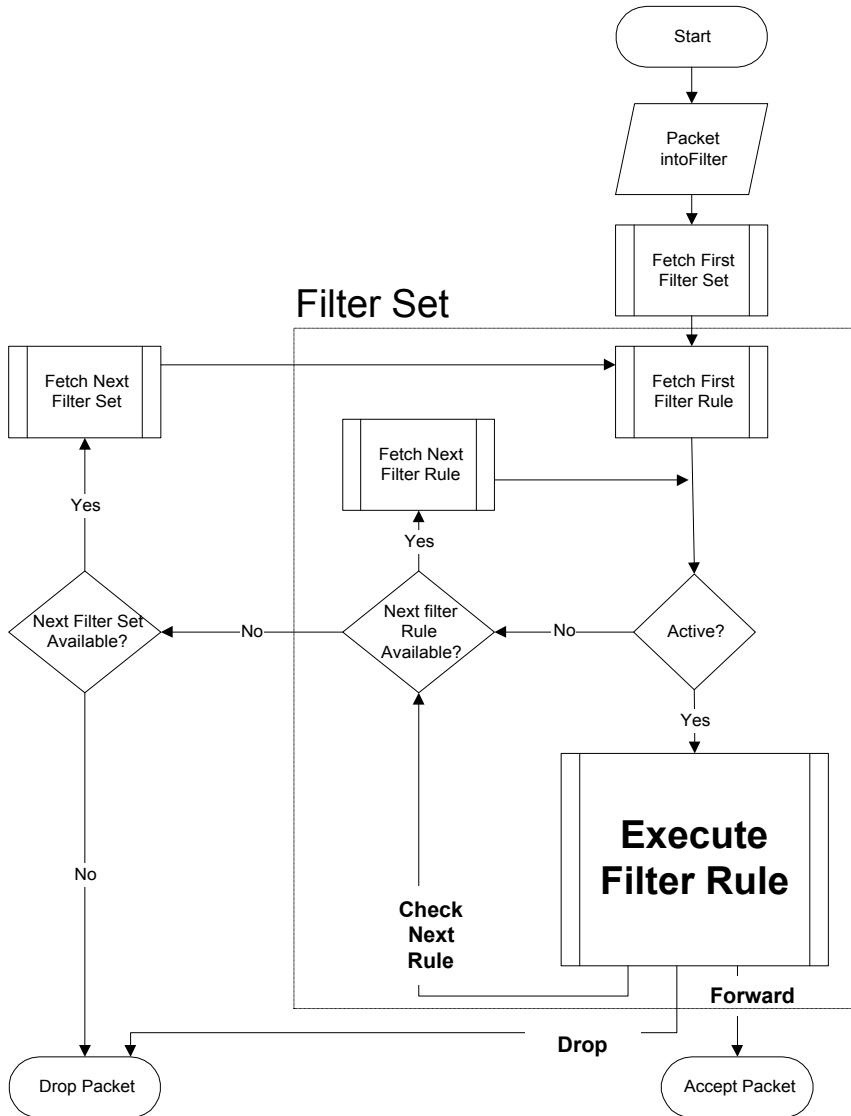 Start
Packet
intoFilter
Fetch First
Filter Set
Filter Set
Fetch Next
Filter Set
Fetch First
Filter Rule
Fetch Next
Filter Rule
Yes
Yes
Next Filter Set
Available?
No
Next filter
Rule
Available?
No
Active?
Yes
Execute
Filter Rule
No
Check
Next
Rule
Forward
Drop
Drop Packet
Accept Packet